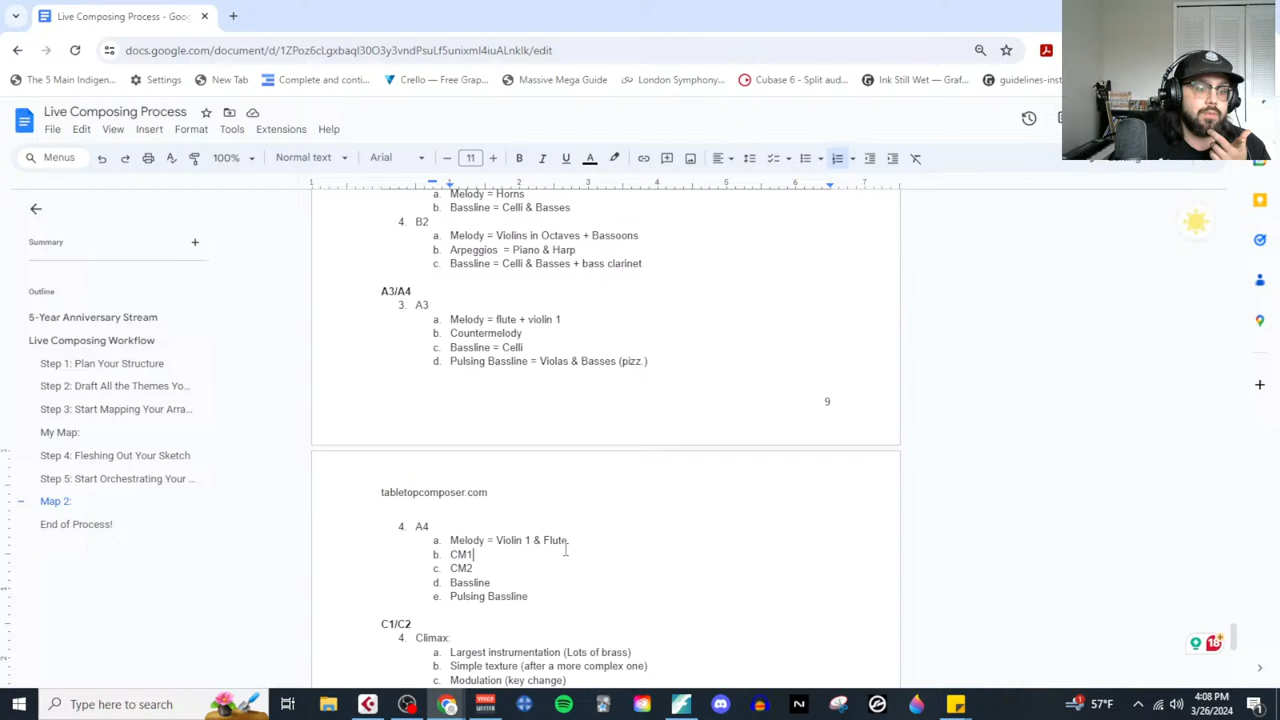 Live Composing Process - Goo
docs.google.com/document/d/1ZPoz6cLgxbaql30O3y3vndPsuLf5unixmI4iuALnkIk/edit
The 5 Main Indigen...
Settings
New Tab
Complete and conti...
Crello — Free Grap...
Massive Mega Guide
London Symphony...
Cubase 6 - Split aud...
Ink Still Wet — Graf...
guidelines-inst
Live Composing Process
File Edit View Insert Format Tools Extensions Help
Menus 100% Normal text Arial 11 B I U A
1 1 2 3 4 5 6 7
Summary
Outline
5-Year Anniversary Stream
Live Composing Workflow
Step 1: Plan Your Structure
Step 2: Draft All the Themes Yo...
Step 3: Start Mapping Your Arra...
My Map:
Step 4: Fleshing Out Your Sketch
Step 5: Start Orchestrating Your ...
Map 2:
End of Process!
a. Melody = Horns
b. Bassline = Celli & Basses
4. B2
a. Melody = Violins in Octaves + Bassoons
b. Arpeggios  = Piano & Harp
c. Bassline = Celli & Basses + bass clarinet
A3/A4
3. A3
a. Melody = flute + violin 1
b. Countermelody
c. Bassline = Celli
d. Pulsing Bassline = Violas & Basses (pizz.)
9
tabletopcomposer.com
4. A4
a. Melody = Violin 1 & Flute
b. CM1
c. CM2
d. Bassline
e. Pulsing Bassline
C1/C2
4. Climax:
a. Largest instrumentation (Lots of brass)
b. Simple texture (after a more complex one)
c. Modulation (key change)
18
Type here to search
57°F
4:08 PM
3/26/2024